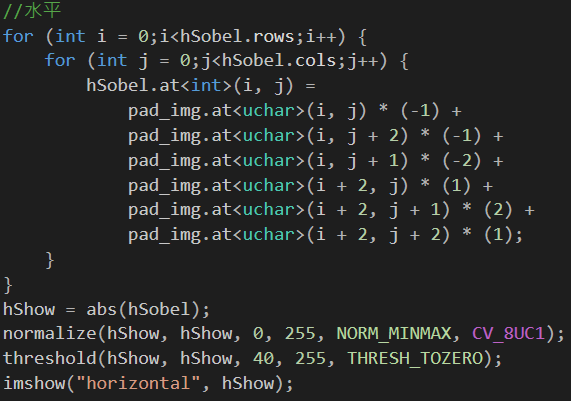 //水平
for (int i = 0;i<hSobel.rows;i++) {
    for (int j = 0;j<hSobel.cols;j++) {
        hSobel.at<int>(i, j) =
            pad_img.at<uchar>(i, j) * (-1) +
            pad_img.at<uchar>(i, j + 2) * (-1) +
            pad_img.at<uchar>(i, j + 1) * (-2) +
            pad_img.at<uchar>(i + 2, j) * (1) +
            pad_img.at<uchar>(i + 2, j + 1) * (2) +
            pad_img.at<uchar>(i + 2, j + 2) * (1);
    }
}
hShow = abs(hSobel);
normalize(hShow, hShow, 0, 255, NORM_MINMAX, CV_8UC1);
threshold(hShow, hShow, 40, 255, THRESH_TOZERO);
imshow("horizontal", hShow);